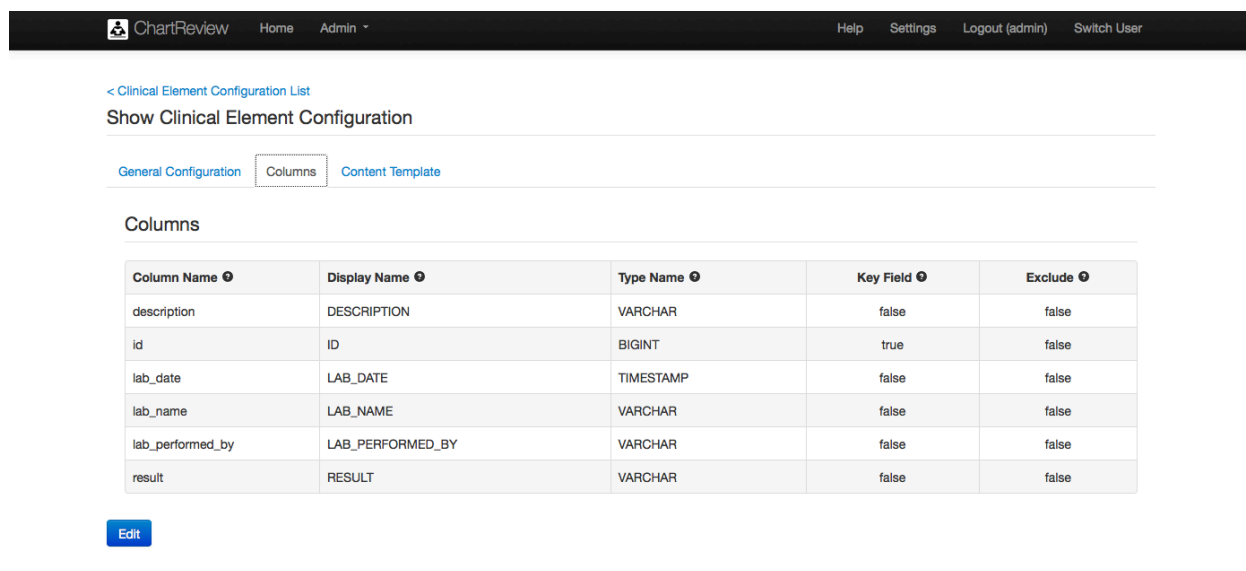 ChartReview Home Admin Help Settings Logout (admin) Switch User
< Clinical Element Configuration List
Show Clinical Element Configuration
General Configuration Columns Content Template
Columns
Column Name Display Name Type Name Key Field Exclude
description DESCRIPTION VARCHAR false false
id ID BIGINT true false
lab_date LAB_DATE TIMESTAMP false false
lab_name LAB_NAME VARCHAR false false
lab_performed_by LAB_PERFORMED_BY VARCHAR false false
result RESULT VARCHAR false false
Edit